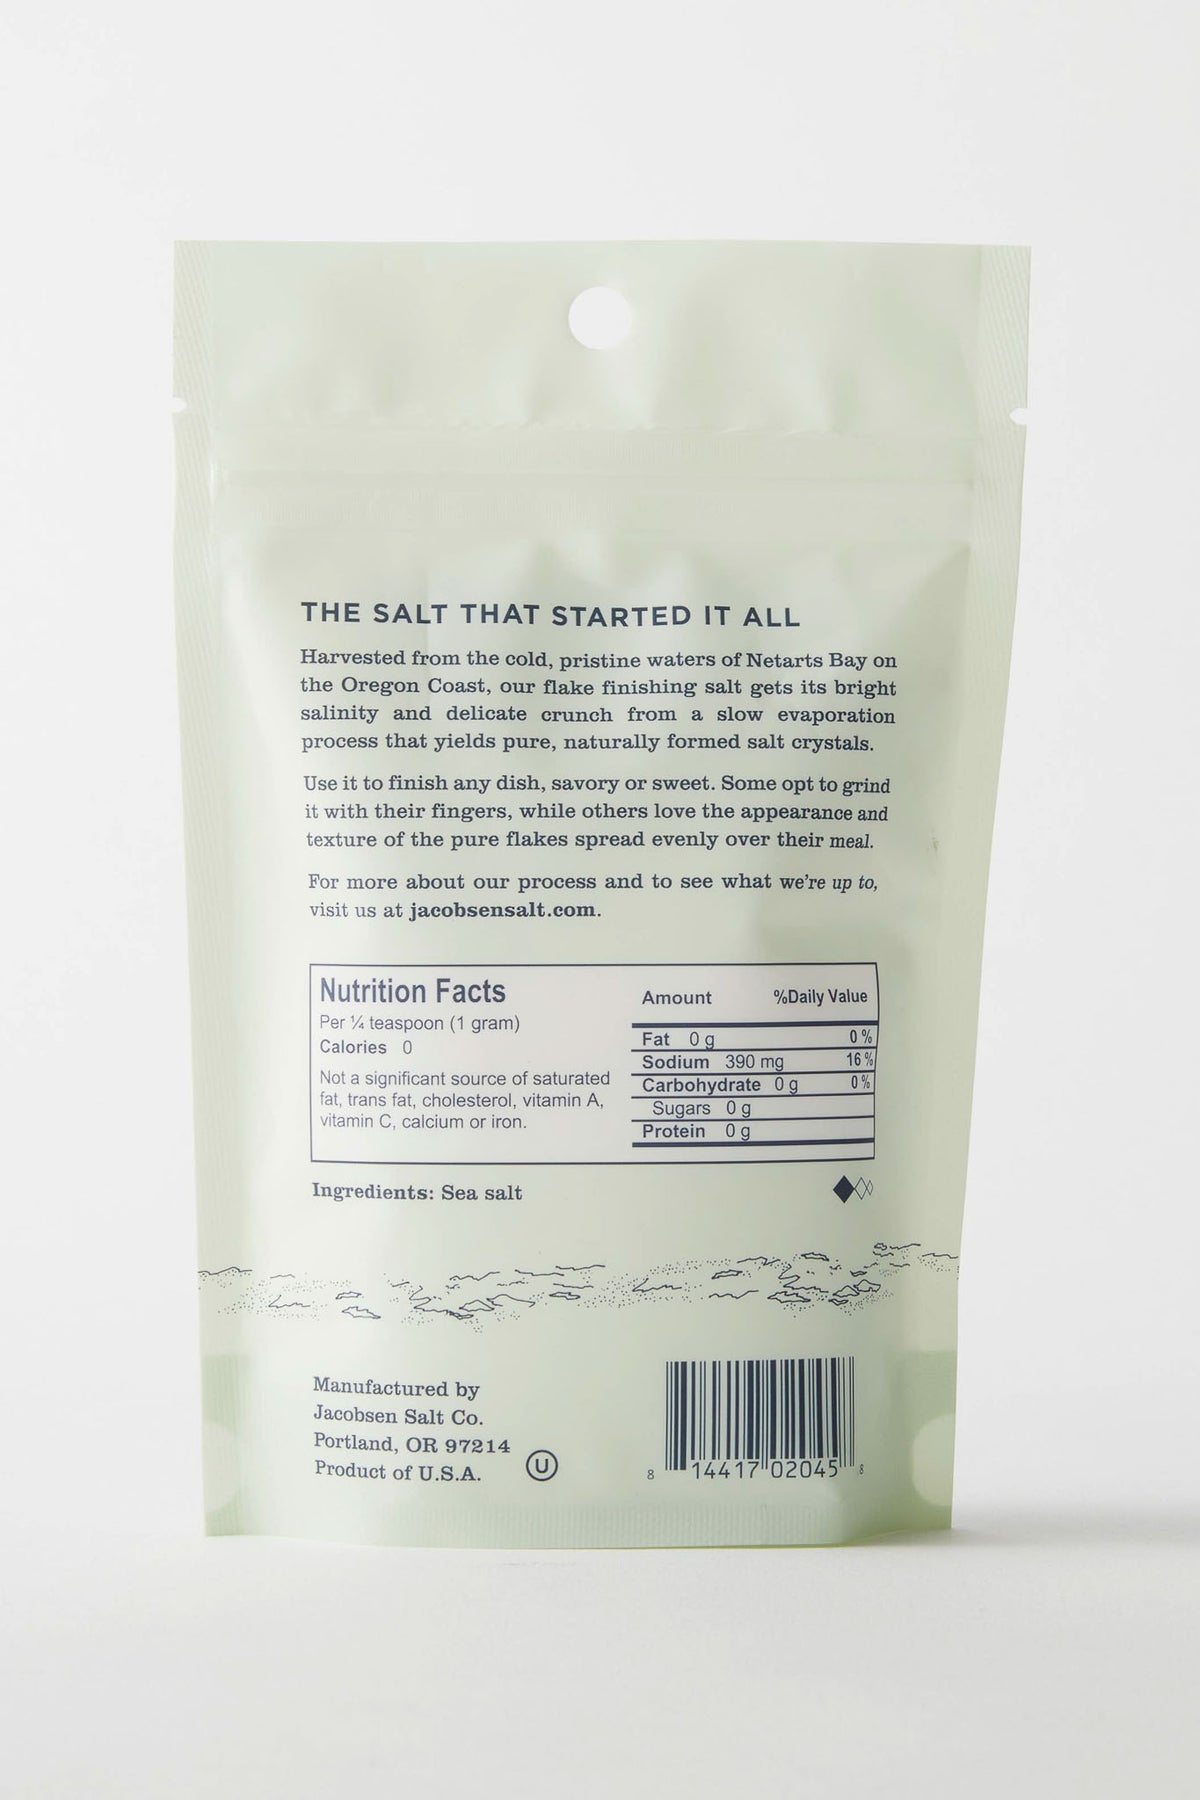 THE SALT THAT STARTED IT ALL
Harvested from the cold, pristine waters of Netarts Bay on
the Oregon Coast, our flake finishing salt gets its bright
salinity and delicate crunch from a slow evaporation
process that yields pure, naturally formed salt crystals.
Use it to finish any dish, savory or sweet. Some opt to grind
it with their fingers, while others love the appearance and
texture of the pure flakes spread evenly over their meal.
For more about our process and to see what we're up to,
visit us at jacobsensalt.com.
Nutrition Facts
Per ¼ teaspoon (1 gram)
Calories 0
Not a significant source of saturated
fat, trans fat, cholesterol, vitamin A,
vitamin C, calcium or iron.
Amount %Daily Value
Fat 0 g 0 %
Sodium 390 mg 16 %
Carbohydrate 0 g 0 %
Sugars 0 g
Protein 0 g
Ingredients: Sea salt
Manufactured by
Jacobsen Salt Co.
Portland, OR 97214
Product of U.S.A.
U
8 14417 02045 8